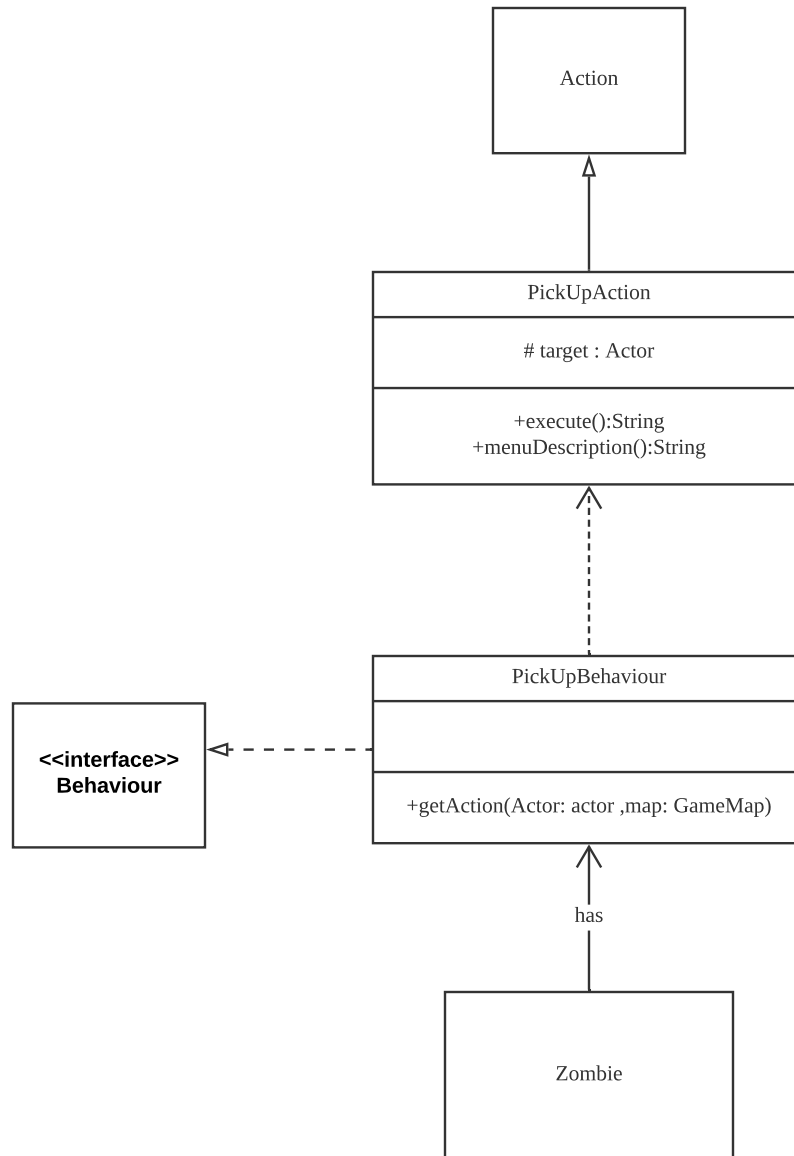 Action
PickUpAction
# target : Actor
+execute():String
+menuDescription():String
PickUpBehaviour
<<interface>>
Behaviour
+getAction(Actor: actor ,map: GameMap)
has
Zombie